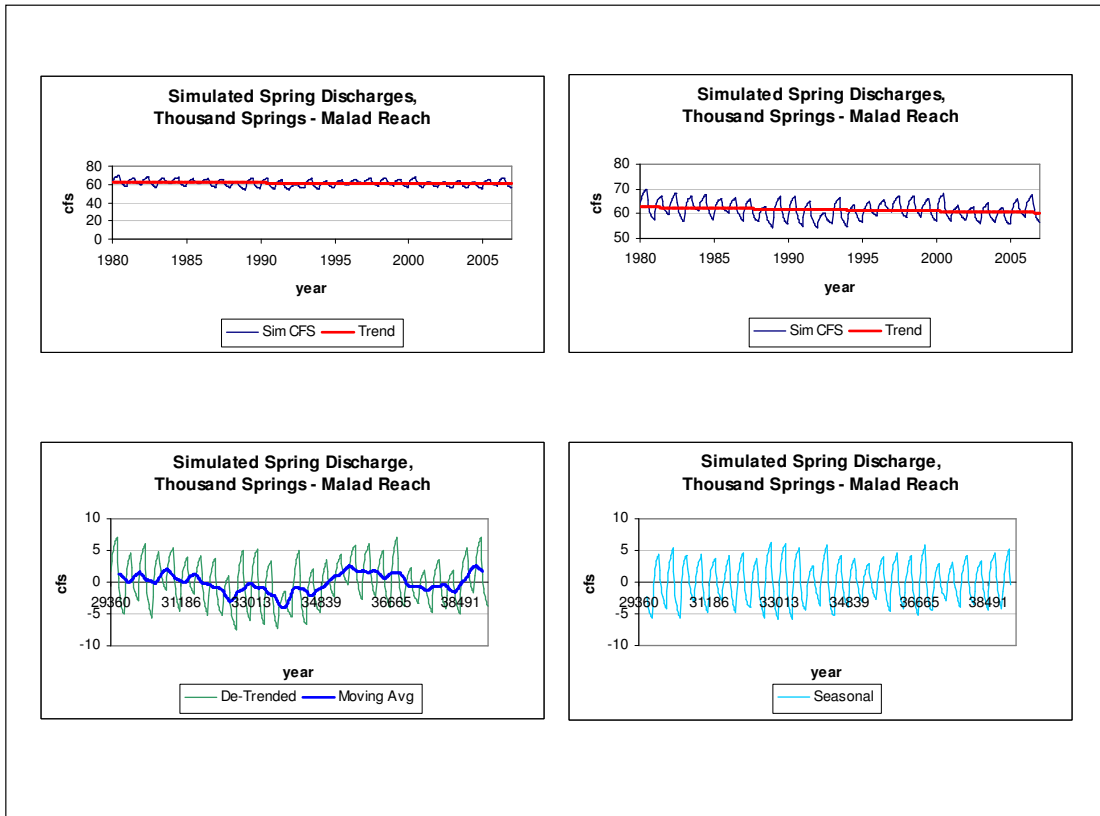 Simulated Spring Discharges,
Thousand Springs - Malad Reach
80
60
40
20
0
cfs
1980 1985 1990 1995 2000 2005
year
Sim CFS Trend
Simulated Spring Discharges,
Thousand Springs - Malad Reach
80
70
60
50
cfs
1980 1985 1990 1995 2000 2005
year
Sim CFS Trend
Simulated Spring Discharge,
Thousand Springs - Malad Reach
10
5
0
-5
-10
cfs
29360 31186 33013 34839 36665 38491
year
De-Trended Moving Avg
Simulated Spring Discharge,
Thousand Springs - Malad Reach
10
5
0
-5
-10
cfs
29360 31186 33013 34839 36665 38491
year
Seasonal